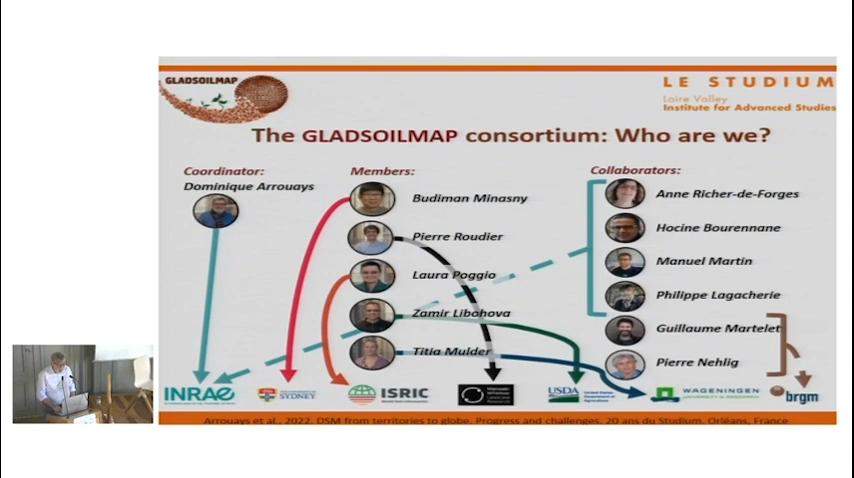 GLADSOILMAP
LE STUDIUM
Loire Valley
Institute for Advanced Studies
The GLADSOILMAP consortium: Who are we?
Coordinator:
Dominique Arrouays
Members:
Budiman Minasny
Pierre Roudier
Laura Poggio
Zamir Libohova
Titia Mulder
Collaborators:
Anne Richer-de-Forges
Hocine Bourennane
Manuel Martin
Philippe Lagacherie
Guillaume Martelet
Pierre Nehlig
INRAE
SYDNEY
ISRIC
USDA
WAGENINGEN
brgm
Arrouays et al., 2022. DSM from territories to globe. Progress and challenges. 20 ans du Studium. Orléans, France